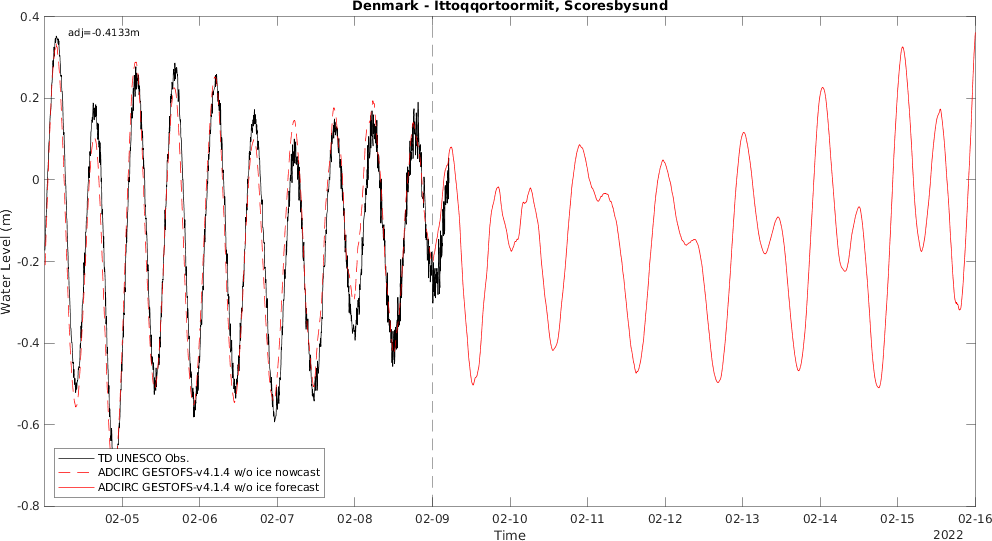 Denmark - Ittoqqortoormiit, Scoresbysund
adj=-0.4133m
0.4
0.2
0
-0.2
-0.4
-0.6
-0.8
Water Level (m)
TD UNESCO Obs.
ADCIRC GESTOFS-v4.1.4 w/o ice nowcast
ADCIRC GESTOFS-v4.1.4 w/o ice forecast
02-05 02-06 02-07 02-08 02-09 02-10 02-11 02-12 02-13 02-14 02-15 02-16
Time
2022